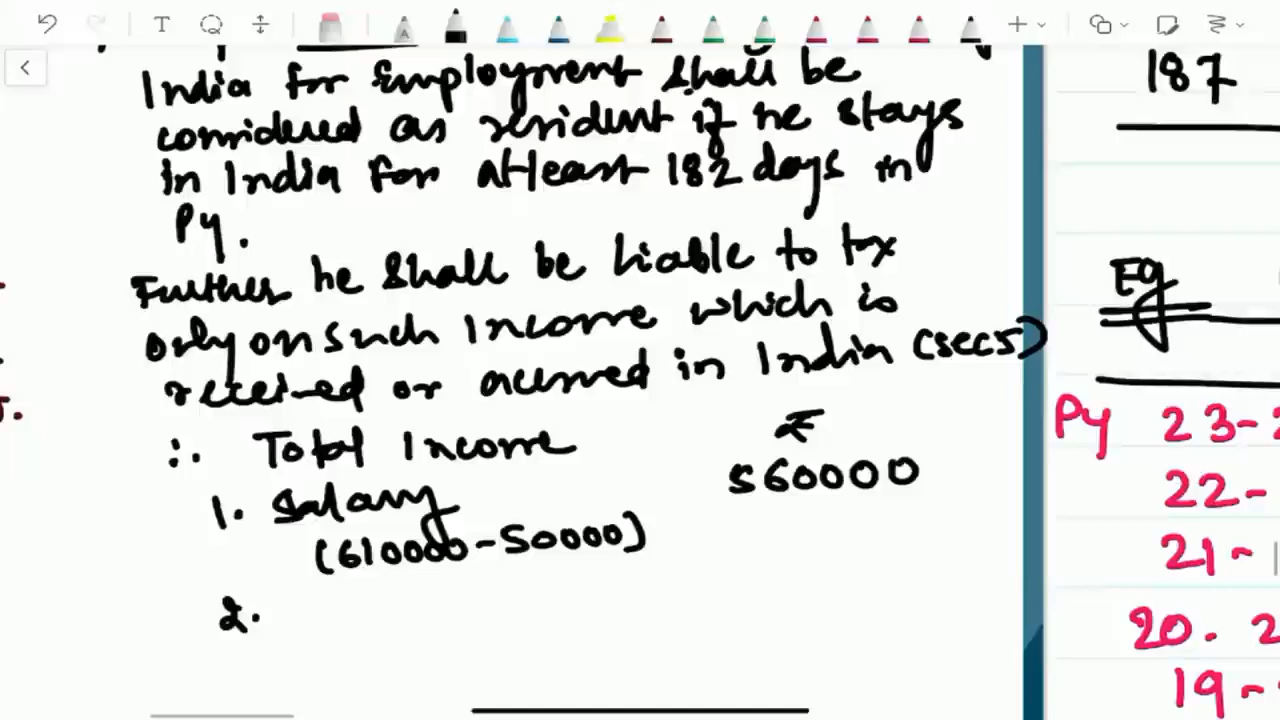 India for Employment shall be
considered as resident if he stays
in India for atleast 182 days in
Py.
Further he shall be liable to tax
only on such Income which is
received or accrued in India (sec5)
∴ Total Income
₹
1. Salary 560000
(610000-50000)
2.
187
Eg
Py 23-
22-
21-
20. 2
19-